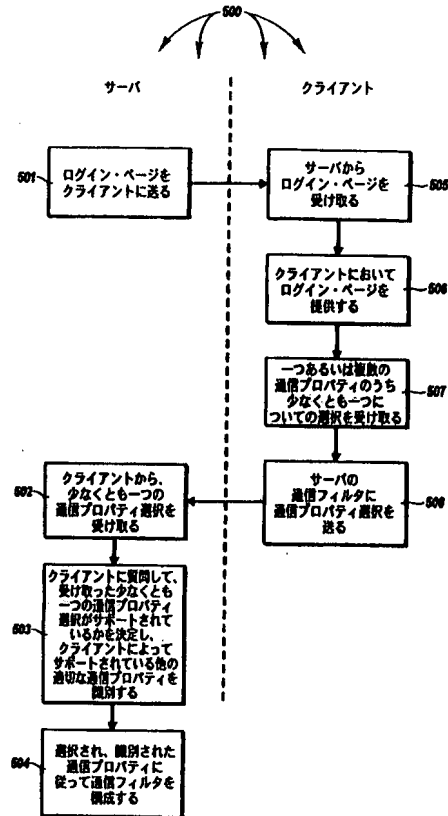 500
サーバ
クライアント
501
ログイン・ページを
クライアントに送る
サーバから
ログイン・ページを
受け取る
505
クライアントにおいて
ログイン・ページを
提供する
506
一つあるいは複数の
通信プロパティのうち
少なくとも一つに
ついての選択を受け取る
507
サーバの
通信フィルタに
通信プロパティ選択を
送る
508
502
クライアントから、
少なくとも一つの
通信プロパティ選択を
受け取る
503
クライアントに質問して、
受け取った少なくとも
一つの通信プロパティ
選択がサポートされて
いるかを決定し、
クライアントによって
サポートされている他の
適切な通信プロパティを
識別する
504
選択され、識別された
通信プロパティに
従って通信フィルタを
構成する